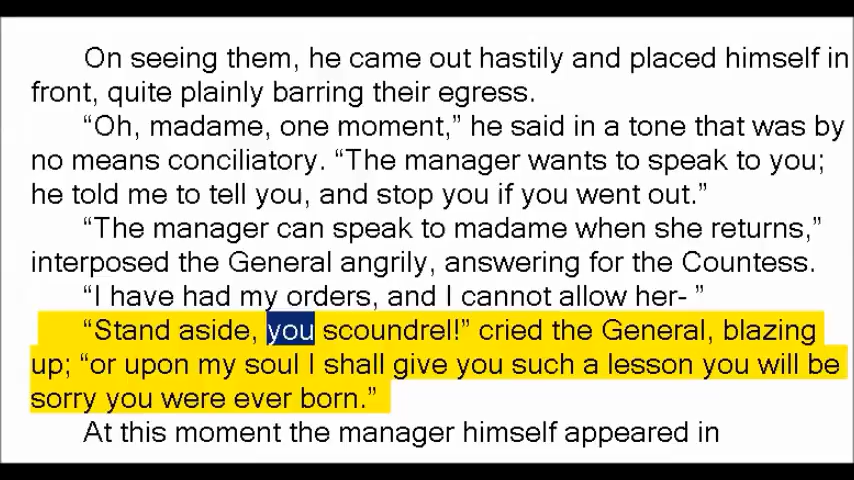 On seeing them, he came out hastily and placed himself in
front, quite plainly barring their egress.
“Oh, madame, one moment,” he said in a tone that was by
no means conciliatory. “The manager wants to speak to you;
he told me to tell you, and stop you if you went out.”
“The manager can speak to madame when she returns,”
interposed the General angrily, answering for the Countess.
“I have had my orders, and I cannot allow her- ”
“Stand aside, you scoundrel!” cried the General, blazing
up; “or upon my soul I shall give you such a lesson you will be
sorry you were ever born.”
At this moment the manager himself appeared in